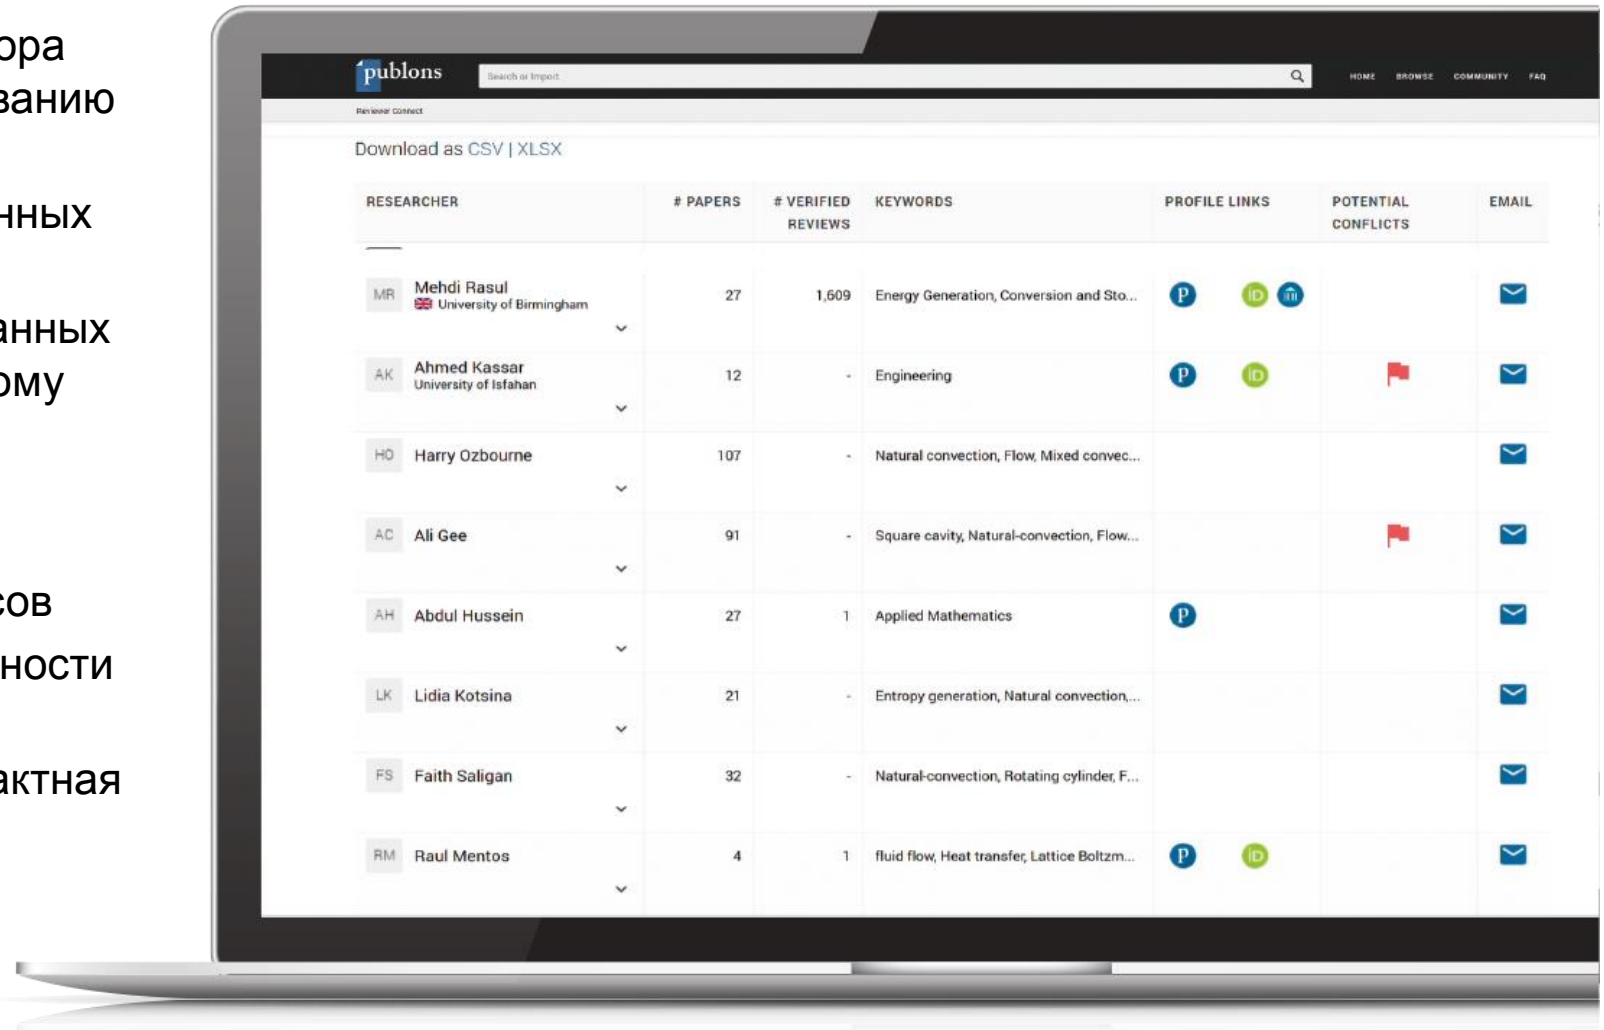 ора
ванию
нных
анных
ому
сов
ности
актная
publons
Search or Import
HOME BROWSE COMMUNITY FAQ
Reviewer Connect
Download as CSV | XLSX
RESEARCHER # PAPERS # VERIFIED REVIEWS KEYWORDS PROFILE LINKS POTENTIAL CONFLICTS EMAIL
MR Mehdi Rasul 27 1,609 Energy Generation, Conversion and Sto... P iD
University of Birmingham
AK Ahmed Kassar 12 - Engineering P iD
University of Isfahan
HO Harry Ozbourne 107 - Natural convection, Flow, Mixed convec...
AC Ali Gee 91 - Square cavity, Natural-convection, Flow...
AH Abdul Hussein 27 1 Applied Mathematics P
LK Lidia Kotsina 21 - Entropy generation, Natural convection,...
FS Faith Saligan 32 - Natural-convection, Rotating cylinder, F...
RM Raul Mentos 4 1 fluid flow, Heat transfer, Lattice Boltzm... P iD